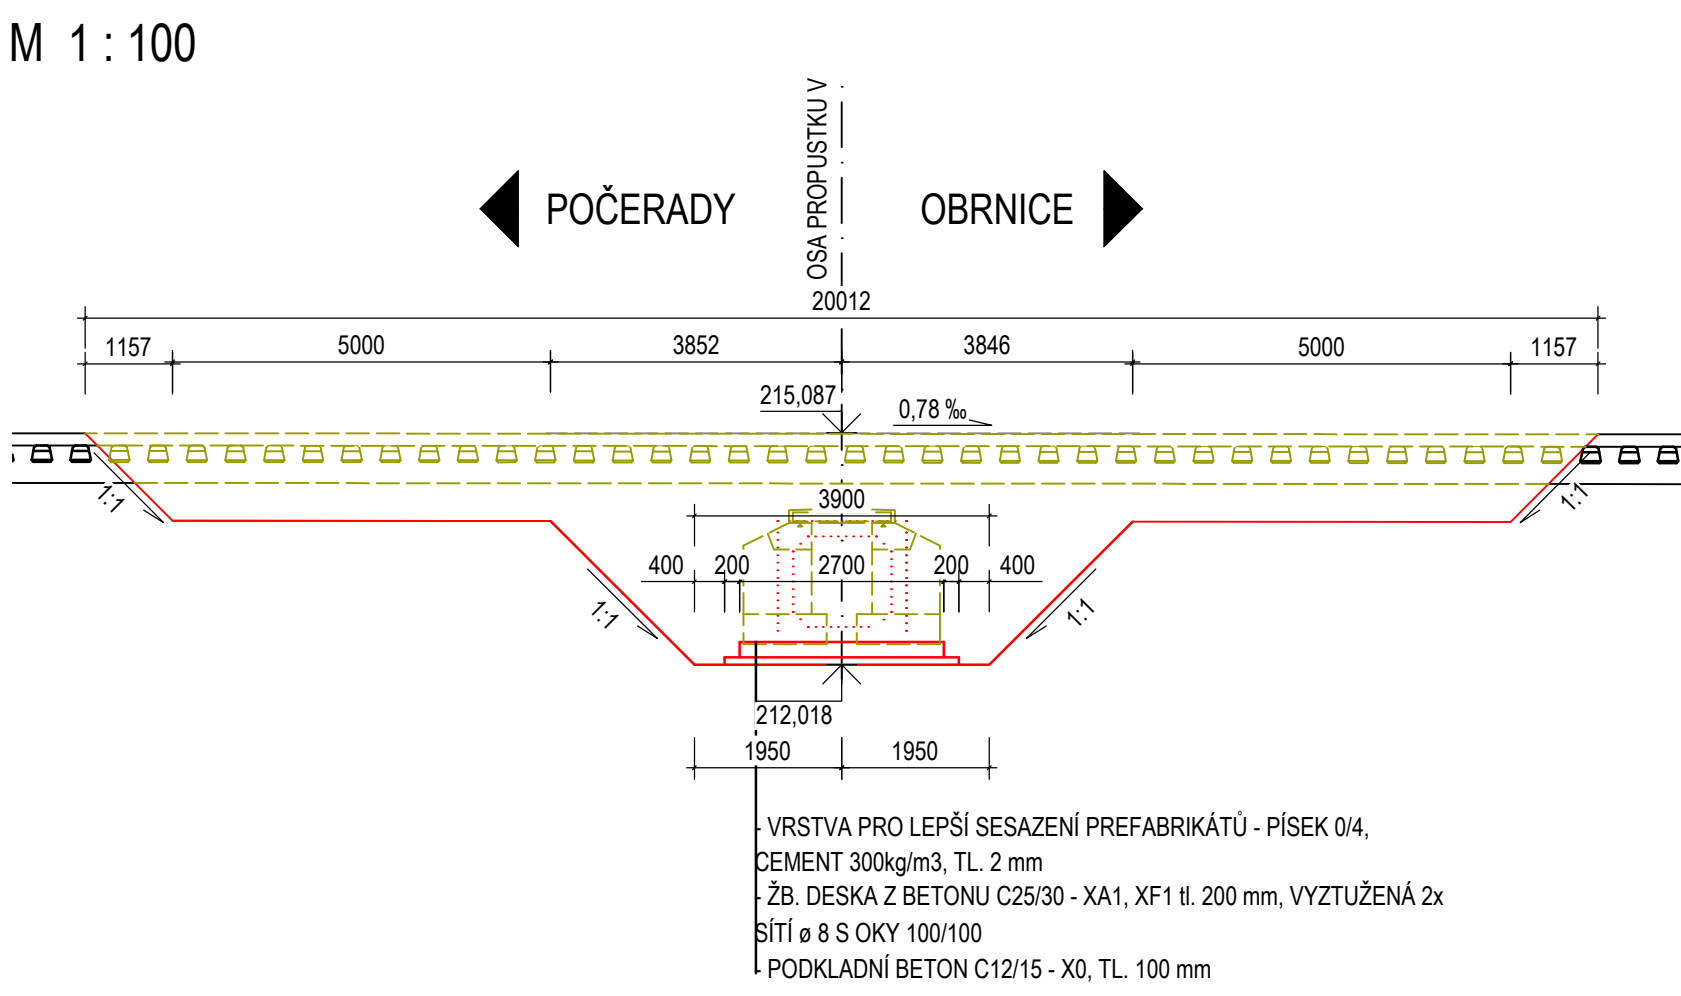 M 1 : 100
OSA PROPUSTKU V
POČERADY
OBRNICE
20012
1157
5000
3852
3846
5000
1157
215,087
0,78 ‰
1:1
1:1
3900
400
200
2700
200
400
1:1
1:1
212,018
1950
1950
- VRSTVA PRO LEPŠÍ SESAZENÍ PREFABRIKÁTŮ - PÍSEK 0/4,
CEMENT 300kg/m3, TL. 2 mm
- ŽB. DESKA Z BETONU C25/30 - XA1, XF1 tl. 200 mm, VYZTUŽENÁ 2x
SÍTÍ ø 8 S OKY 100/100
- PODKLADNÍ BETON C12/15 - X0, TL. 100 mm